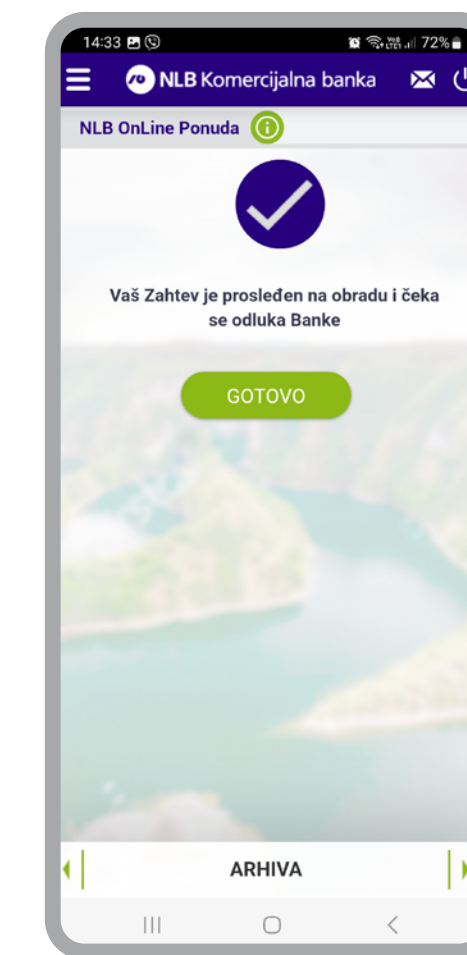 14:33 72%
NLB Komercijalna banka
NLB OnLine Ponuda
Vaš Zahtev je prosleđen na obradu i čeka
se odluka Banke
GOTOVO
ARHIVA